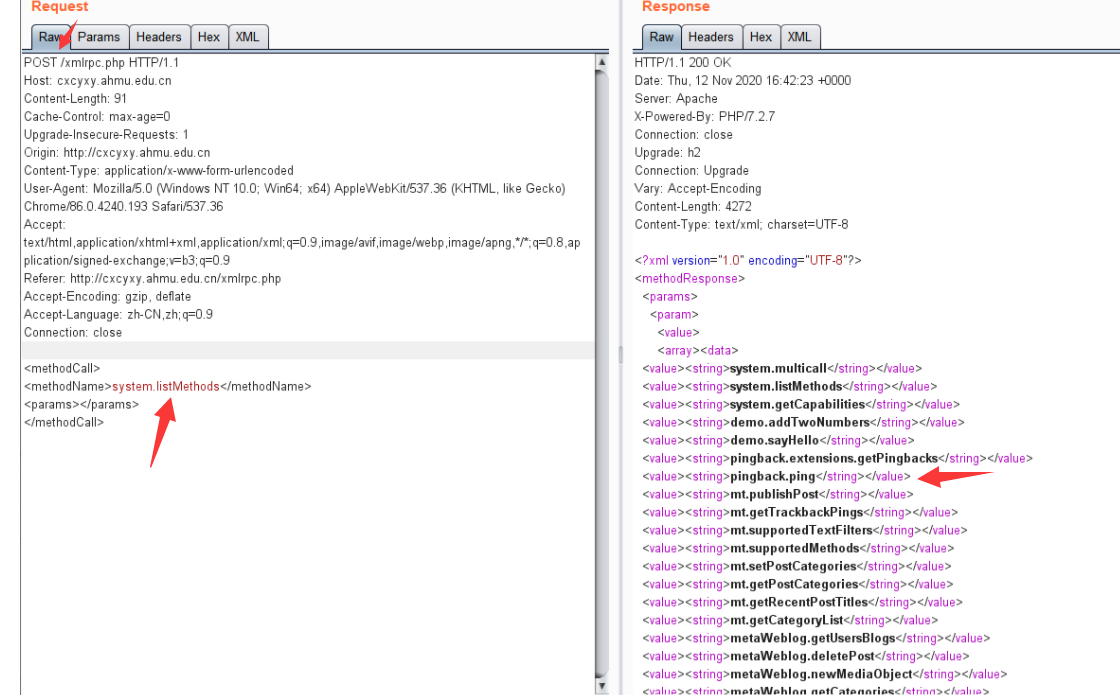 Request
Raw Params Headers Hex XML
POST /xmlrpc.php HTTP/1.1
Host: cxcyxy.ahmu.edu.cn
Content-Length: 91
Cache-Control: max-age=0
Upgrade-Insecure-Requests: 1
Origin: http://cxcyxy.ahmu.edu.cn
Content-Type: application/x-www-form-urlencoded
User-Agent: Mozilla/5.0 (Windows NT 10.0; Win64; x64) AppleWebKit/537.36 (KHTML, like Gecko)
Chrome/86.0.4240.193 Safari/537.36
Accept:
text/html,application/xhtml+xml,application/xml;q=0.9,image/avif,image/webp,image/apng,*/*;q=0.8,ap
plication/signed-exchange;v=b3;q=0.9
Referer: http://cxcyxy.ahmu.edu.cn/xmlrpc.php
Accept-Encoding: gzip, deflate
Accept-Language: zh-CN,zh;q=0.9
Connection: close
<methodCall>
<methodName>system.listMethods</methodName>
<params></params>
</methodCall>
Response
Raw Headers Hex XML
HTTP/1.1 200 OK
Date: Thu, 12 Nov 2020 16:42:23 +0000
Server: Apache
X-Powered-By: PHP/7.2.7
Connection: close
Upgrade: h2
Connection: Upgrade
Vary: Accept-Encoding
Content-Length: 4272
Content-Type: text/xml; charset=UTF-8
<?xml version="1.0" encoding="UTF-8"?>
<methodResponse>
<params>
<param>
<value>
<array><data>
<value><string>system.multicall</string></value>
<value><string>system.listMethods</string></value>
<value><string>system.getCapabilities</string></value>
<value><string>demo.addTwoNumbers</string></value>
<value><string>demo.sayHello</string></value>
<value><string>pingback.extensions.getPingbacks</string></value>
<value><string>pingback.ping</string></value>
<value><string>mt.publishPost</string></value>
<value><string>mt.getTrackbackPings</string></value>
<value><string>mt.supportedTextFilters</string></value>
<value><string>mt.supportedMethods</string></value>
<value><string>mt.setPostCategories</string></value>
<value><string>mt.getPostCategories</string></value>
<value><string>mt.getRecentPostTitles</string></value>
<value><string>mt.getCategoryList</string></value>
<value><string>metaWeblog.getUsersBlogs</string></value>
<value><string>metaWeblog.deletePost</string></value>
<value><string>metaWeblog.newMediaObject</string></value>
<value><string>metaWeblog.getCategories</string></value>